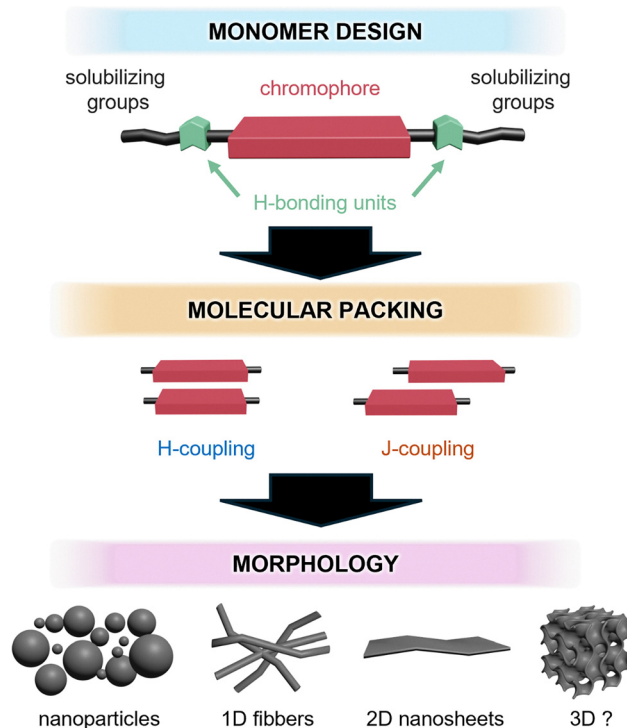 MONOMER DESIGN
solubilizing
groups
chromophore
solubilizing
groups
H-bonding units
MOLECULAR PACKING
H-coupling
J-coupling
MORPHOLOGY
nanoparticles
1D fibbers
2D nanosheets
3D ?